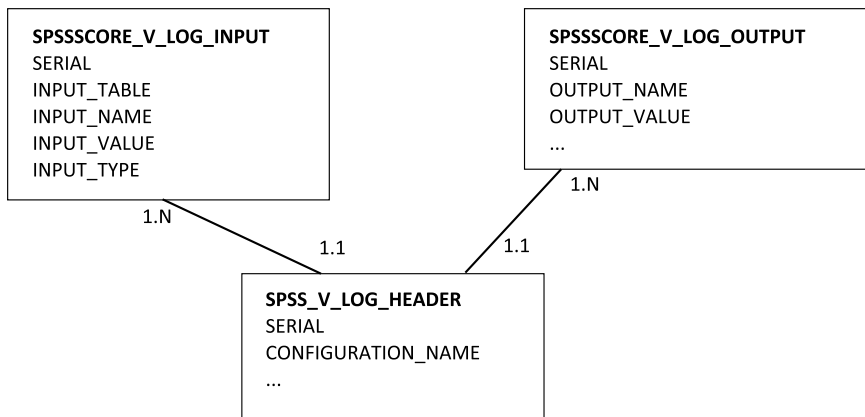 SPSSSCORE_V_LOG_INPUT
SERIAL
INPUT_TABLE
INPUT_NAME
INPUT_VALUE
INPUT_TYPE
SPSSSCORE_V_LOG_OUTPUT
SERIAL
OUTPUT_NAME
OUTPUT_VALUE
...
1.N
1.N
1.1
1.1
SPSS_V_LOG_HEADER
SERIAL
CONFIGURATION_NAME
...